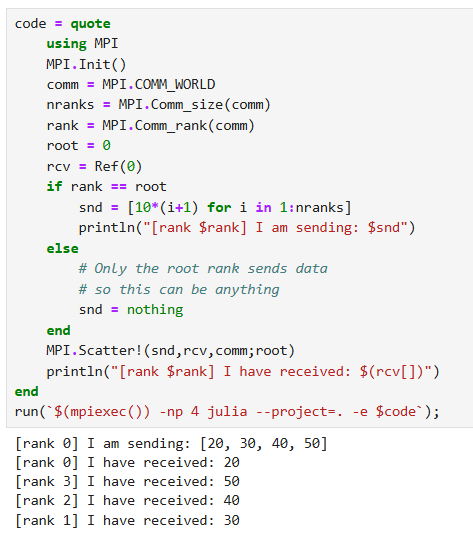 code = quote
    using MPI
    MPI.Init()
    comm = MPI.COMM_WORLD
    nranks = MPI.Comm_size(comm)
    rank = MPI.Comm_rank(comm)
    root = 0
    rcv = Ref(0)
    if rank == root
        snd = [10*(i+1) for i in 1:nranks]
        println("[rank $rank] I am sending: $snd")
    else
        # Only the root rank sends data
        # so this can be anything
        snd = nothing
    end
    MPI.Scatter!(snd,rcv,comm;root)
    println("[rank $rank] I have received: $(rcv[])")
end
run(`$(mpiexec()) -np 4 julia --project=. -e $code`);
[rank 0] I am sending: [20, 30, 40, 50]
[rank 0] I have received: 20
[rank 3] I have received: 50
[rank 2] I have received: 40
[rank 1] I have received: 30